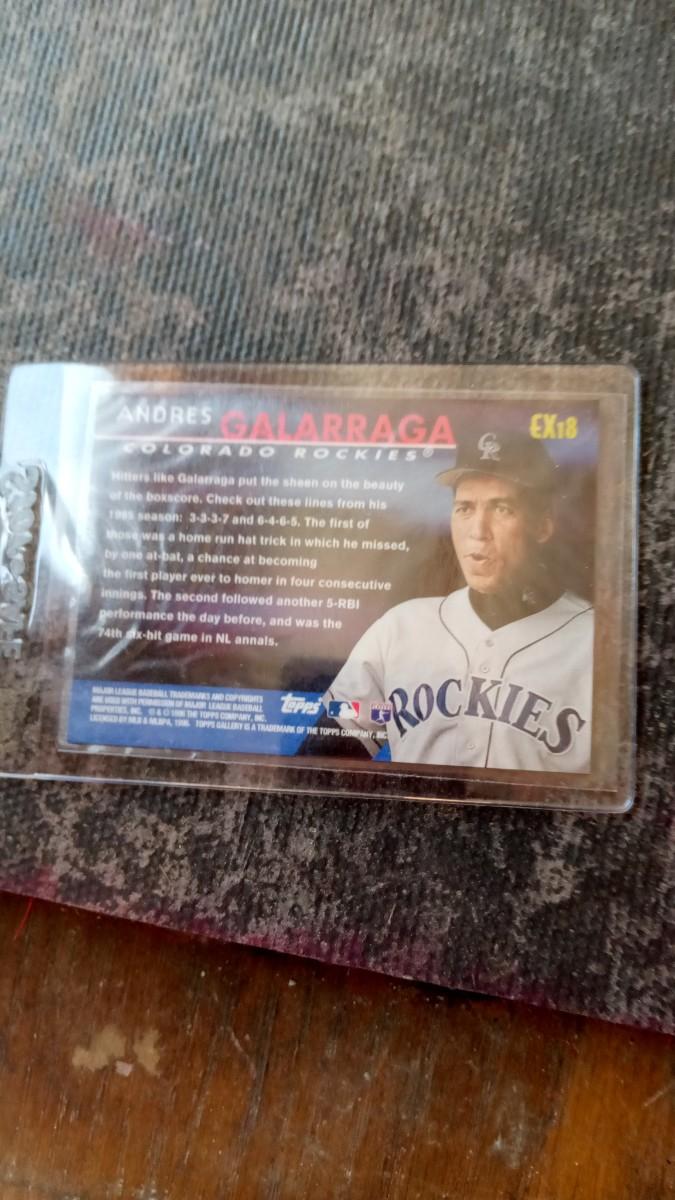 ANDRES GALARRAGA
EX18
COLORADO ROCKIES®
Hitters like Galarraga put the sheen on the beauty
of the boxscore. Check out these lines from his
1995 season: 3-3-3-7 and 6-4-6-5. The first of
those was a home run hat trick in which he missed,
by one at-bat, a chance at becoming
the first player ever to homer in four consecutive
innings. The second followed another 5-RBI
performance the day before, and was the
74th six-hit game in NL annals.
MAJOR LEAGUE BASEBALL TRADEMARKS AND COPYRIGHTS
ARE USED WITH PERMISSION OF MAJOR LEAGUE BASEBALL
PROPERTIES, INC. ® & © 1996 THE TOPPS COMPANY, INC.
LICENSED BY MLB & MLBPA, 1996. TOPPS GALLERY IS A TRADEMARK OF THE TOPPS COMPANY, INC.
Topps
CR
ROCKIES